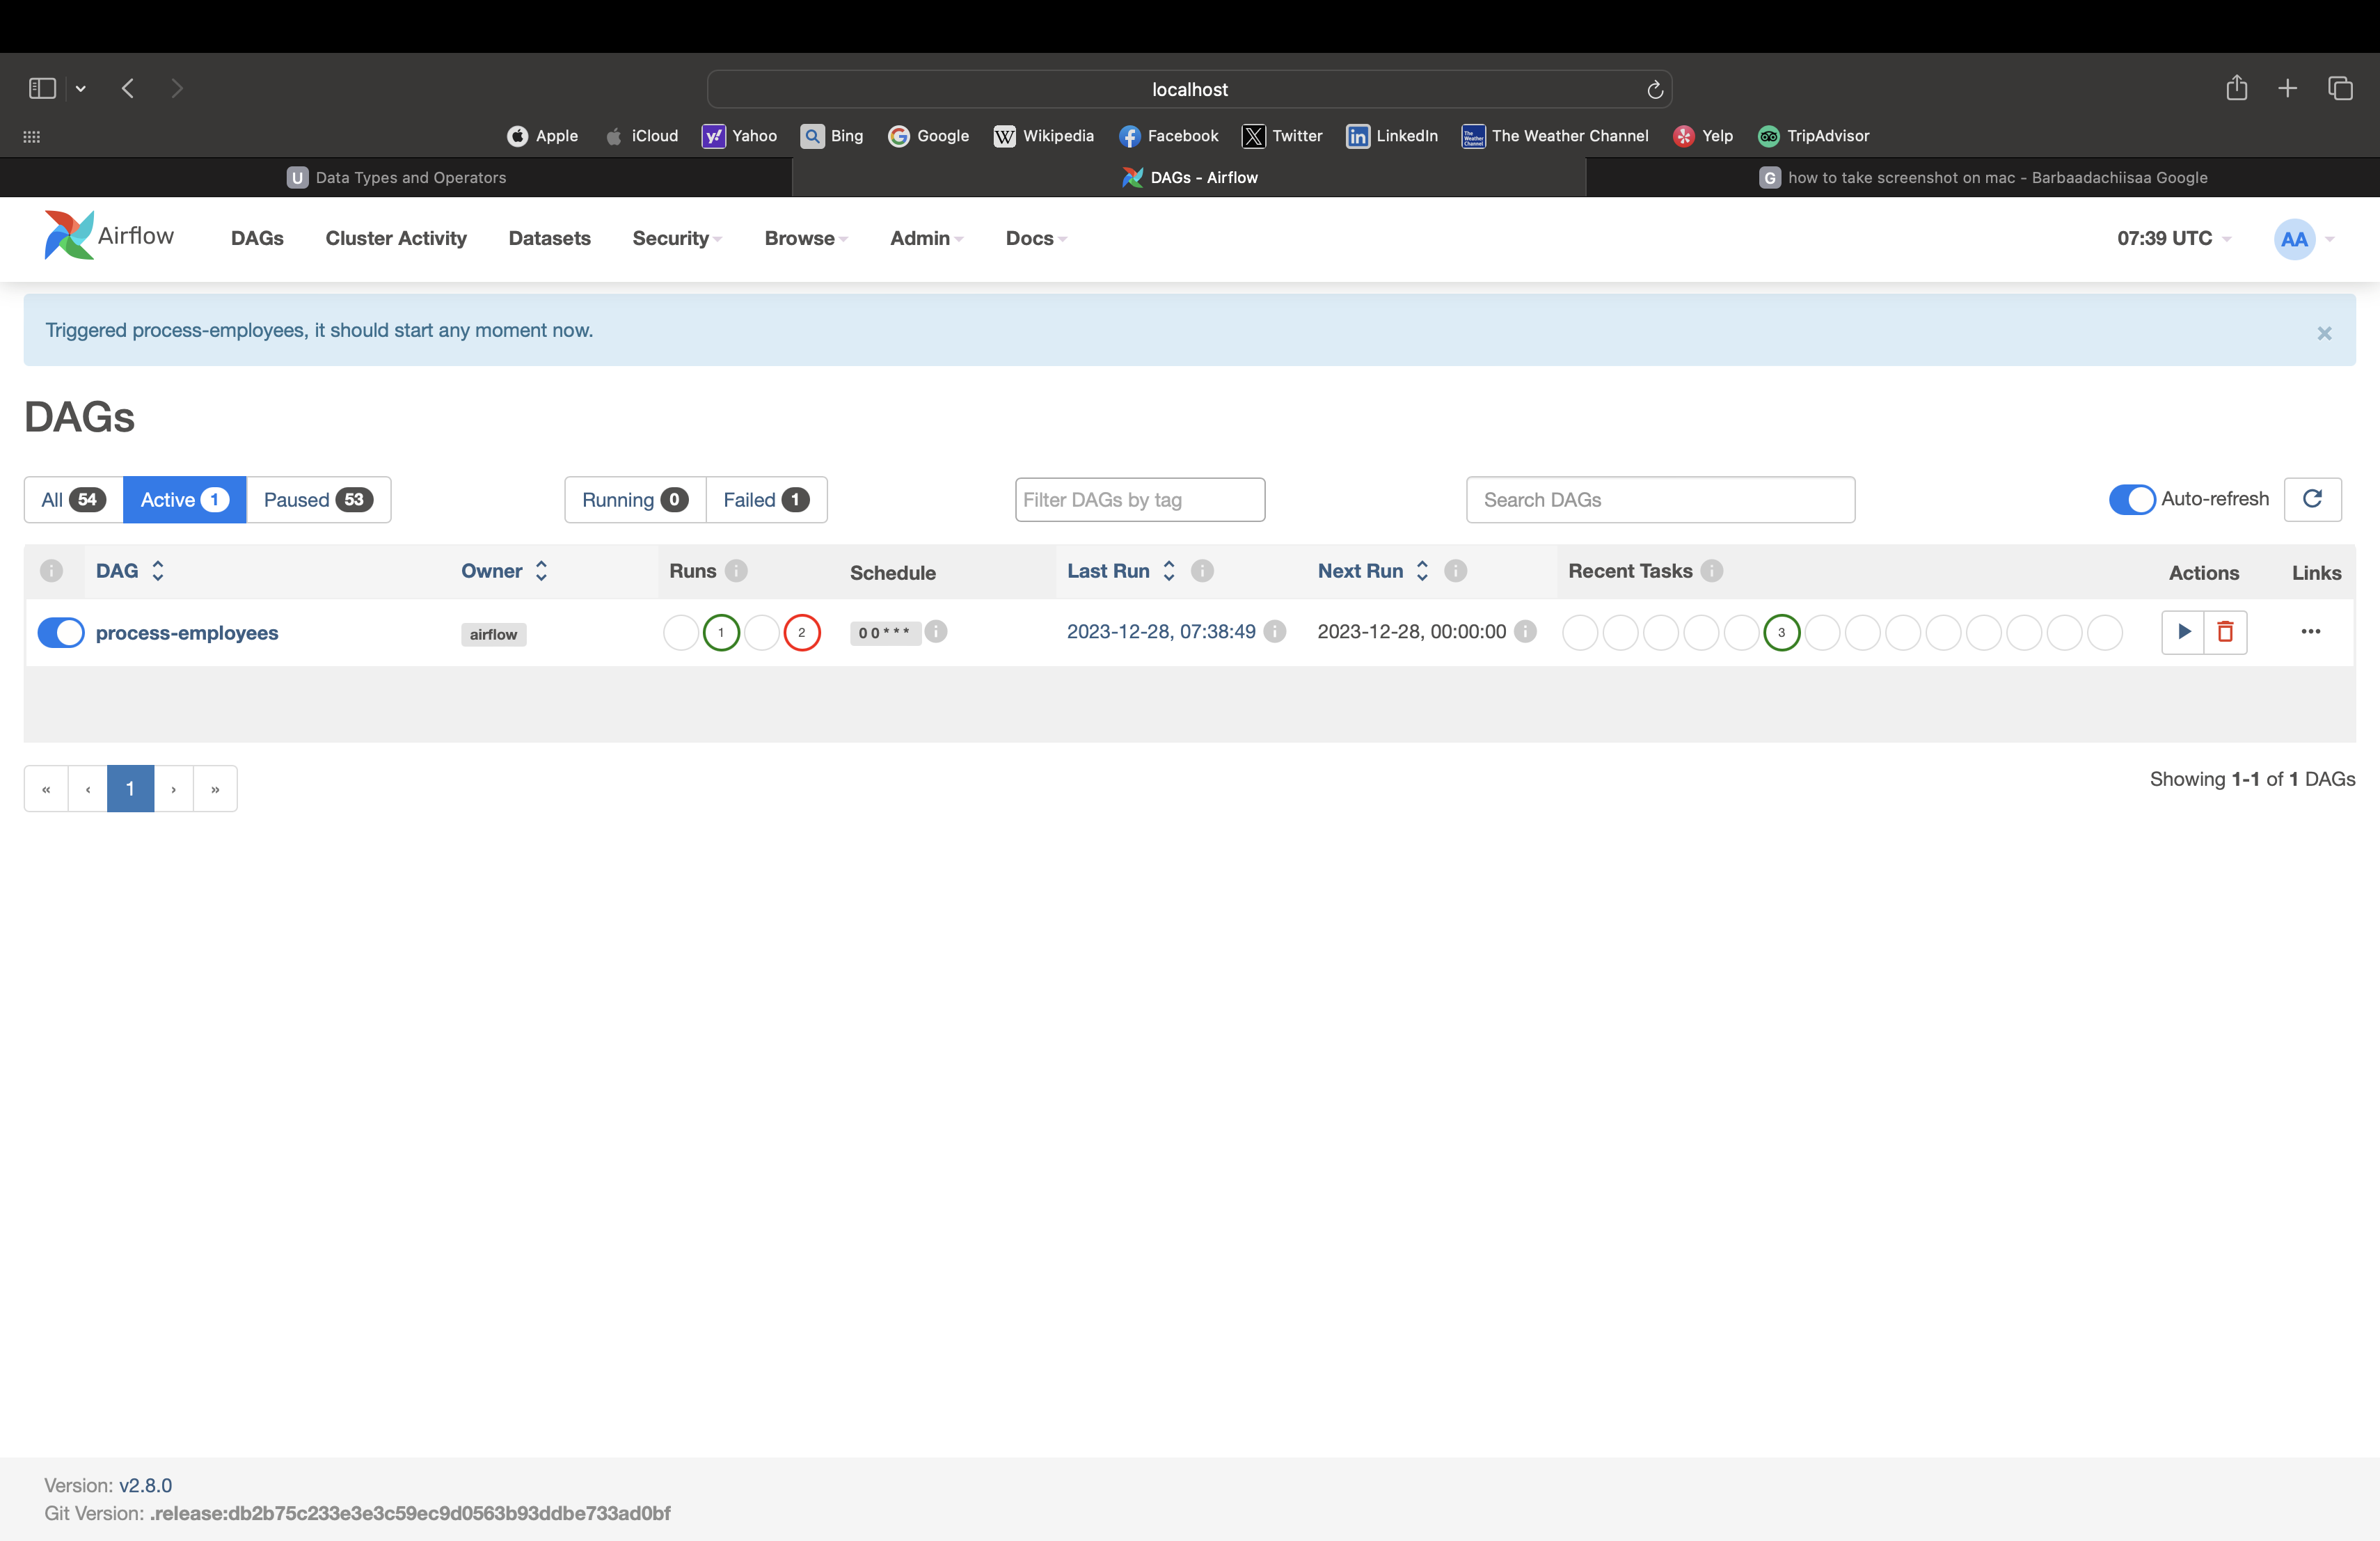 localhost
Apple iCloud Yahoo Bing Google Wikipedia Facebook Twitter LinkedIn The Weather Channel Yelp TripAdvisor
U Data Types and Operators DAGs - Airflow G how to take screenshot on mac - Barbaadachiisaa Google
Airflow DAGs Cluster Activity Datasets Security Browse Admin Docs 07:39 UTC AA
Triggered process-employees, it should start any moment now. ×
DAGs
All 54 Active 1 Paused 53 Running 0 Failed 1 Filter DAGs by tag Search DAGs Auto-refresh
DAG Owner Runs Schedule Last Run Next Run Recent Tasks Actions Links
process-employees airflow 1 2 0 0 * * * 2023-12-28, 07:38:49 2023-12-28, 00:00:00 3 ...
« ‹ 1 › » Showing 1-1 of 1 DAGs
Version: v2.8.0
Git Version: .release:db2b75c233e3e3c59ec9d0563b93ddbe733ad0bf